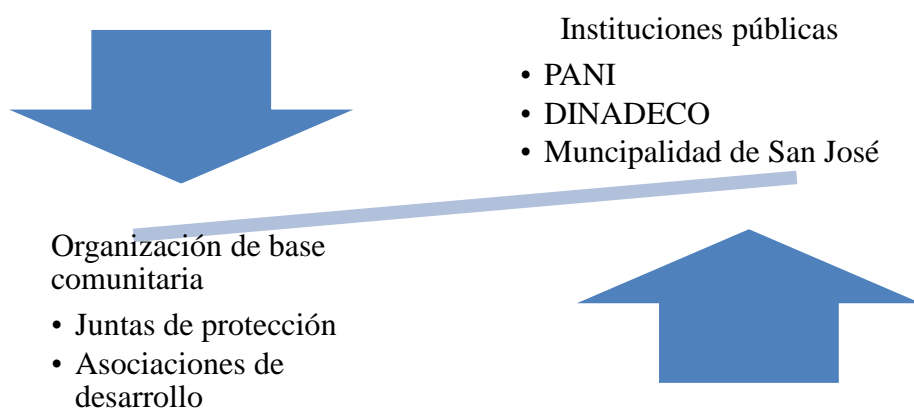 Instituciones públicas
• PANI
• DINADECO
• Muncipalidad de San José
Organización de base
comunitaria
• Juntas de protección
• Asociaciones de
desarrollo